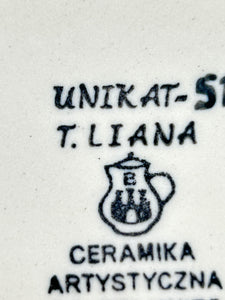 UNIKAT-
T. LIANA
B
CERAMIKA
ARTYSTYCZNA